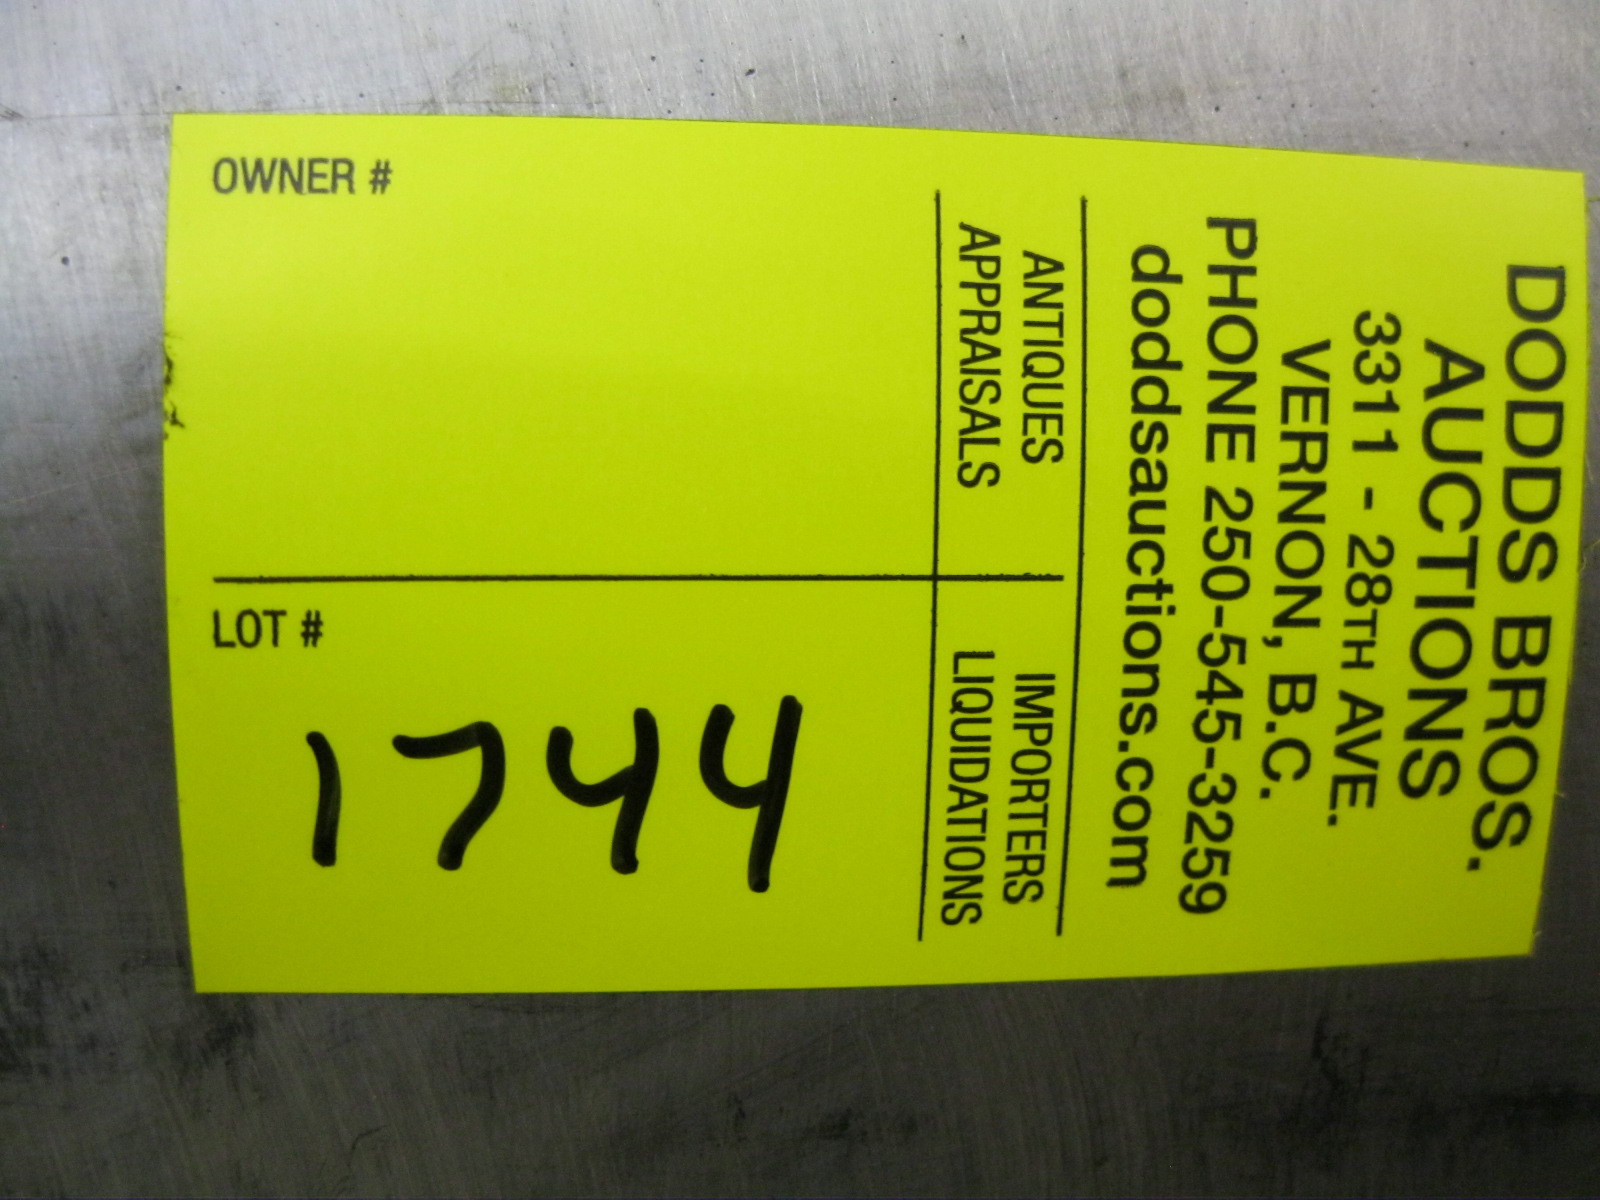 DODDS BROS.
AUCTIONS
3311 - 28TH AVE.
VERNON, B.C.
PHONE 250-545-3259
doddsauctions.com
ANTIQUES
APPRAISALS
IMPORTERS
LIQUIDATIONS
OWNER #
LOT #
1744